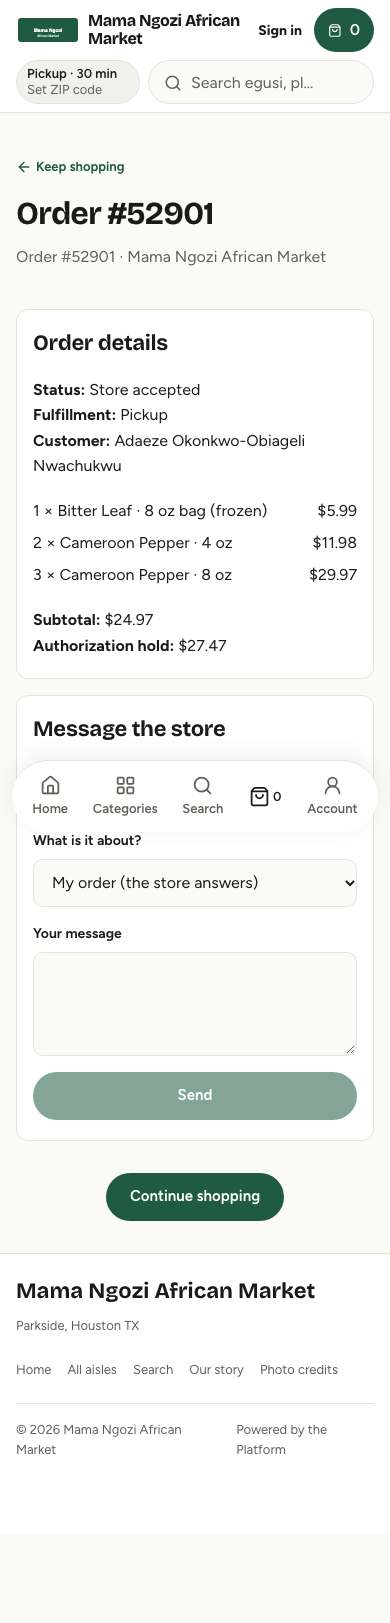 Mama Ngozi
African Market
Mama Ngozi African
Market
Sign in
0
Pickup · 30 min
Set ZIP code
Search egusi, pl...
Keep shopping
Order #52901
Order #52901 · Mama Ngozi African Market
Order details
Status: Store accepted
Fulfillment: Pickup
Customer: Adaeze Okonkwo-Obiageli
Nwachukwu
1 × Bitter Leaf · 8 oz bag (frozen) $5.99
2 × Cameroon Pepper · 4 oz $11.98
3 × Cameroon Pepper · 8 oz $29.97
Subtotal: $24.97
Authorization hold: $27.47
Message the store
Home Categories Search 0 Account
What is it about?
My order (the store answers)
Your message
Send
Continue shopping
Mama Ngozi African Market
Parkside, Houston TX
Home All aisles Search Our story Photo credits
© 2026 Mama Ngozi African
Market
Powered by the
Platform